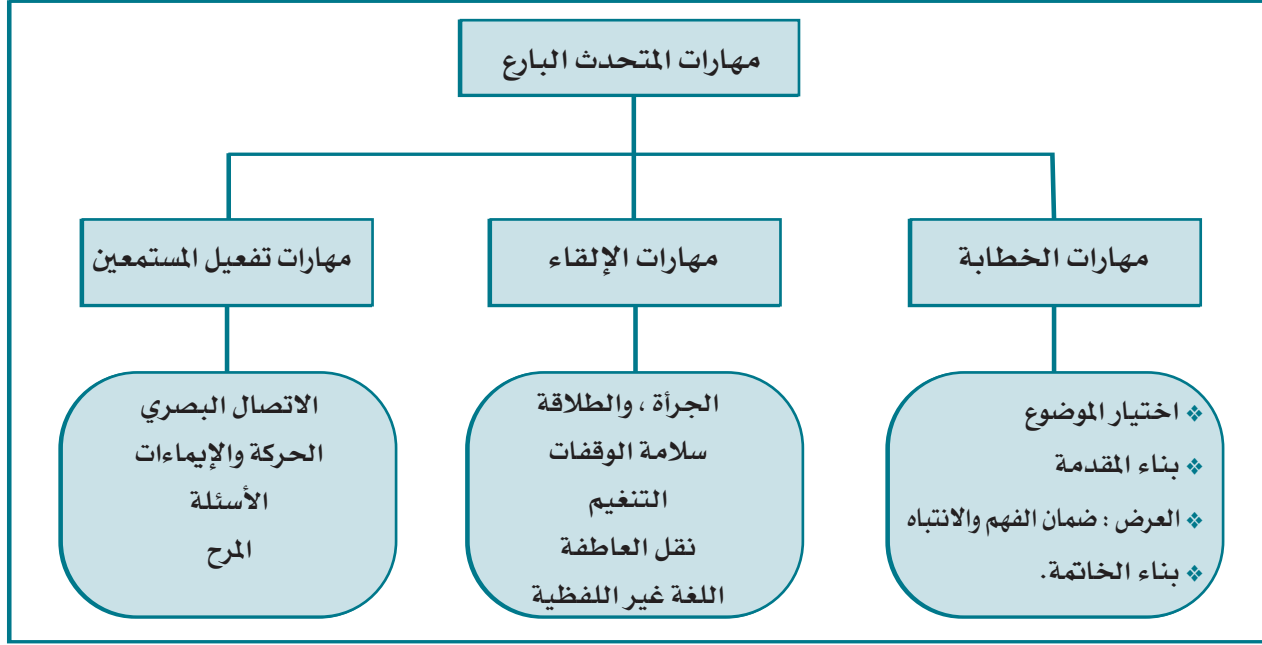 مهارات المتحدث البارع
مهارات الخطابة
مهارات الإلقاء
مهارات تفعيل المستمعين
❖ اختيار الموضوع
❖ بناء المقدمة
❖ العرض : ضمان الفهم والانتباه
❖ بناء الخاتمة.
الجرأة ، والطلاقة
سلامة الوقفات
التنغيم
نقل العاطفة
اللغة غير اللفظية
الاتصال البصري
الحركة والإيماءات
الأسئلة
المرح